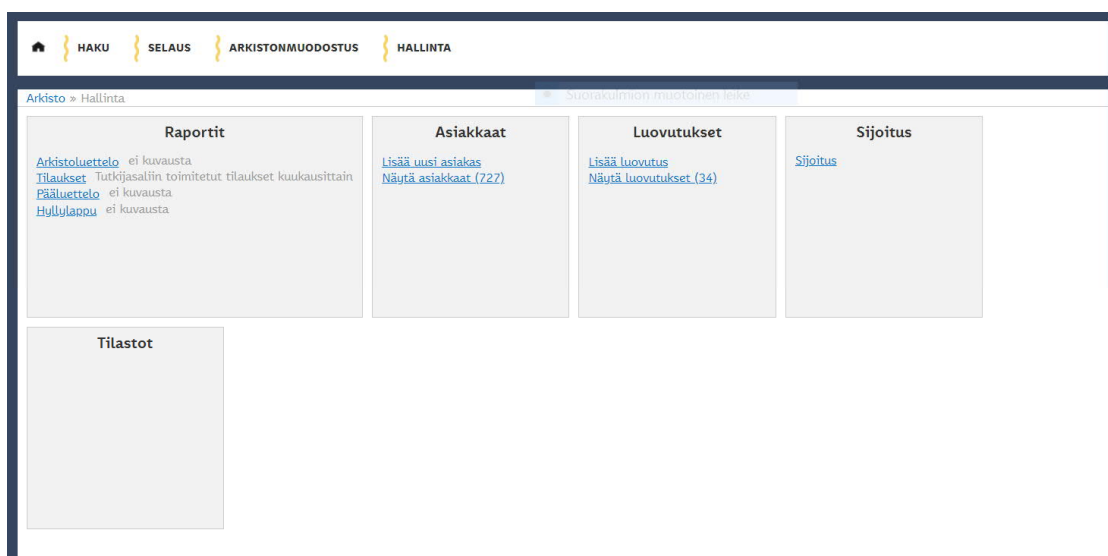 HAKU SELAUS ARKISTONMUODOSTUS HALLINTA
Arkisto » Hallinta
Suorakulmion muotoinen leike
Raportit
Arkistoluettelo ei kuvausta
Tilaukset Tutkijasaliin toimitetut tilaukset kuukausittain
Pääluettelo ei kuvausta
Hyllylappu ei kuvausta
Asiakkaat
Lisää uusi asiakas
Näytä asiakkaat (727)
Luovutukset
Lisää luovutus
Näytä luovutukset (34)
Sijoitus
Sijoitus
Tilastot